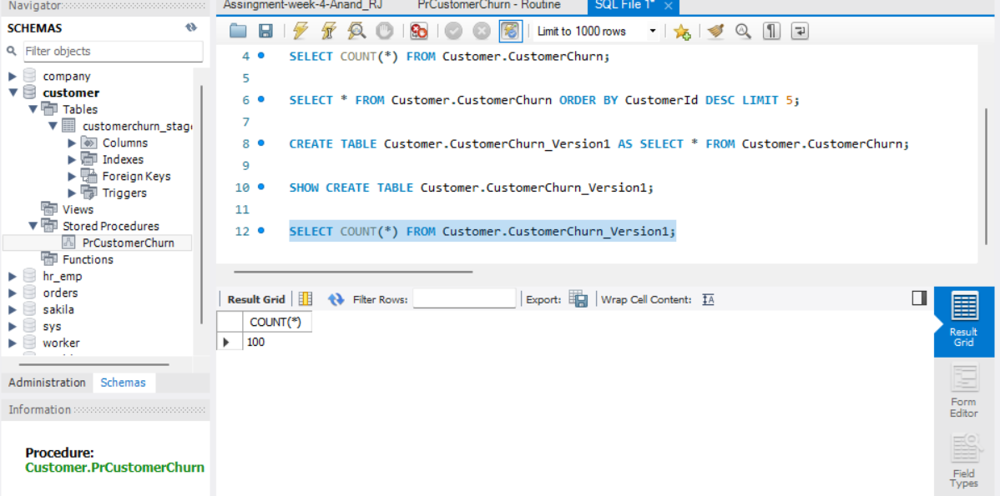 Navigator
Assingment-week-4-Anand_RJ
PrCustomerChurn - Routine
SQL File 1*
SCHEMAS
Filter objects
company
customer
Tables
customerchurn_stag
Columns
Indexes
Foreign Keys
Triggers
Views
Stored Procedures
PrCustomerChurn
Functions
hr_emp
orders
sakila
sys
worker
Administration Schemas
Information
Procedure:
Customer.PrCustomerChurn
Limit to 1000 rows
4 SELECT COUNT(*) FROM Customer.CustomerChurn;
5
6 SELECT * FROM Customer.CustomerChurn ORDER BY CustomerId DESC LIMIT 5;
7
8 CREATE TABLE Customer.CustomerChurn_Version1 AS SELECT * FROM Customer.CustomerChurn;
9
10 SHOW CREATE TABLE Customer.CustomerChurn_Version1;
11
12 SELECT COUNT(*) FROM Customer.CustomerChurn_Version1;
Result Grid Filter Rows: Export: Wrap Cell Content:
COUNT(*)
100
Result
Grid
Form
Editor
Field
Types